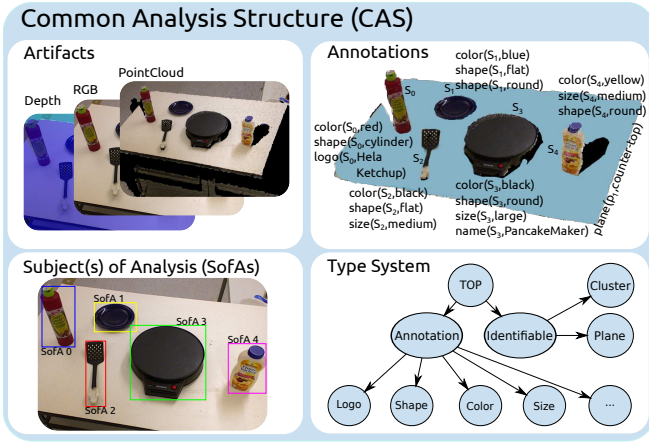 Common Analysis Structure (CAS)
Artifacts
Depth
RGB
PointCloud
Annotations
color(S₁,blue)
shape(S₁,flat)
shape(S₁,round)
color(S₄,yellow)
size(S₄,medium)
shape(S₄,round)
S₀
S₁
S₃
S₂
S₄
color(S₀,red)
shape(S₀,cylinder)
logo(S₀,Hela
Ketchup)
color(S₂,black)
shape(S₂,flat)
size(S₂,medium)
color(S₃,black)
shape(S₃,round)
size(S₃,large)
name(S₃,PancakeMaker)
plane(p₁,counter-top)
Subject(s) of Analysis (SofAs)
SofA 0
SofA 1
SofA 2
SofA 3
SofA 4
Type System
TOP
Cluster
Annotation
Identifiable
Plane
Logo
Shape
Color
Size
...